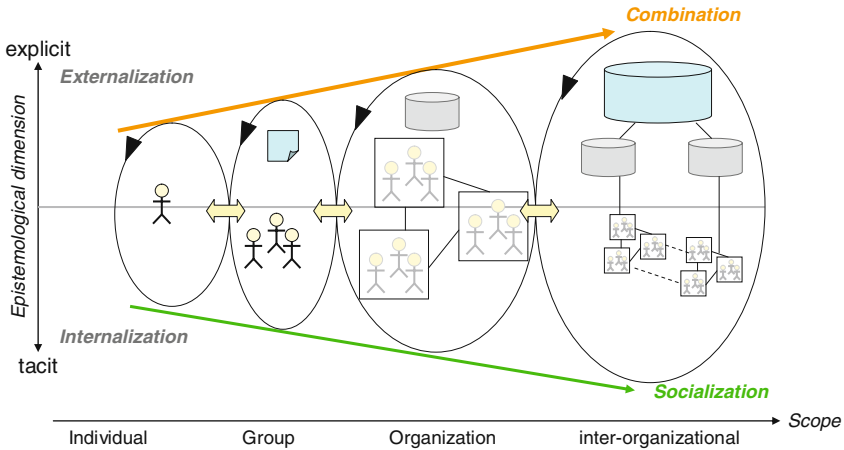 Combination
explicit
Externalization
Epistemological dimension
Internalization
tacit
Socialization
Scope
Individual
Group
Organization
inter-organizational